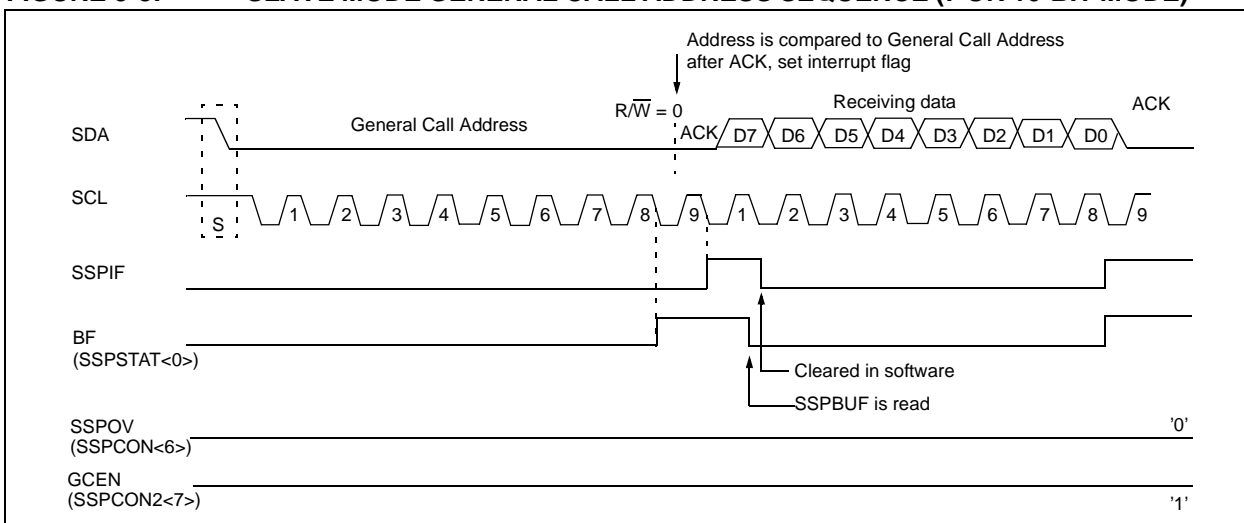 Address is compared to General Call Address
after ACK, set interrupt flag
R/W = 0
Receiving data
ACK
SDA
General Call Address
ACK
D7 D6 D5 D4 D3 D2 D1 D0
SCL
S
1 2 3 4 5 6 7 8 9 1 2 3 4 5 6 7 8 9
SSPIF
BF
(SSPSTAT<0>)
Cleared in software
SSPBUF is read
SSPOV
(SSPCON<6>)
'0'
GCEN
(SSPCON2<7>)
'1'